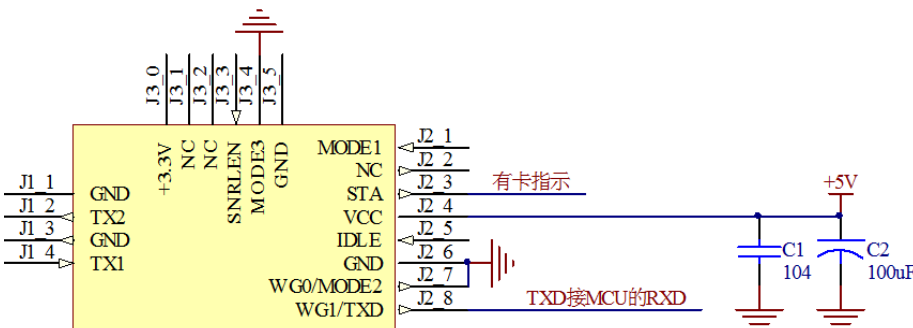 J3_0
J3_1
J3_2
J3_3
J3_4
J3_5
+3.3V
NC
NC
SNRLEN
MODE3
GND
J1_1
GND
J1_2
TX2
J1_3
GND
J1_4
TX1
MODE1
J2_1
NC
J2_2
STA
J2_3
有卡指示
VCC
J2_4
+5V
IDLE
J2_5
GND
J2_6
WG0/MODE2
J2_7
WG1/TXD
J2_8
TXD接MCU的RXD
C1
104
C2
100uF